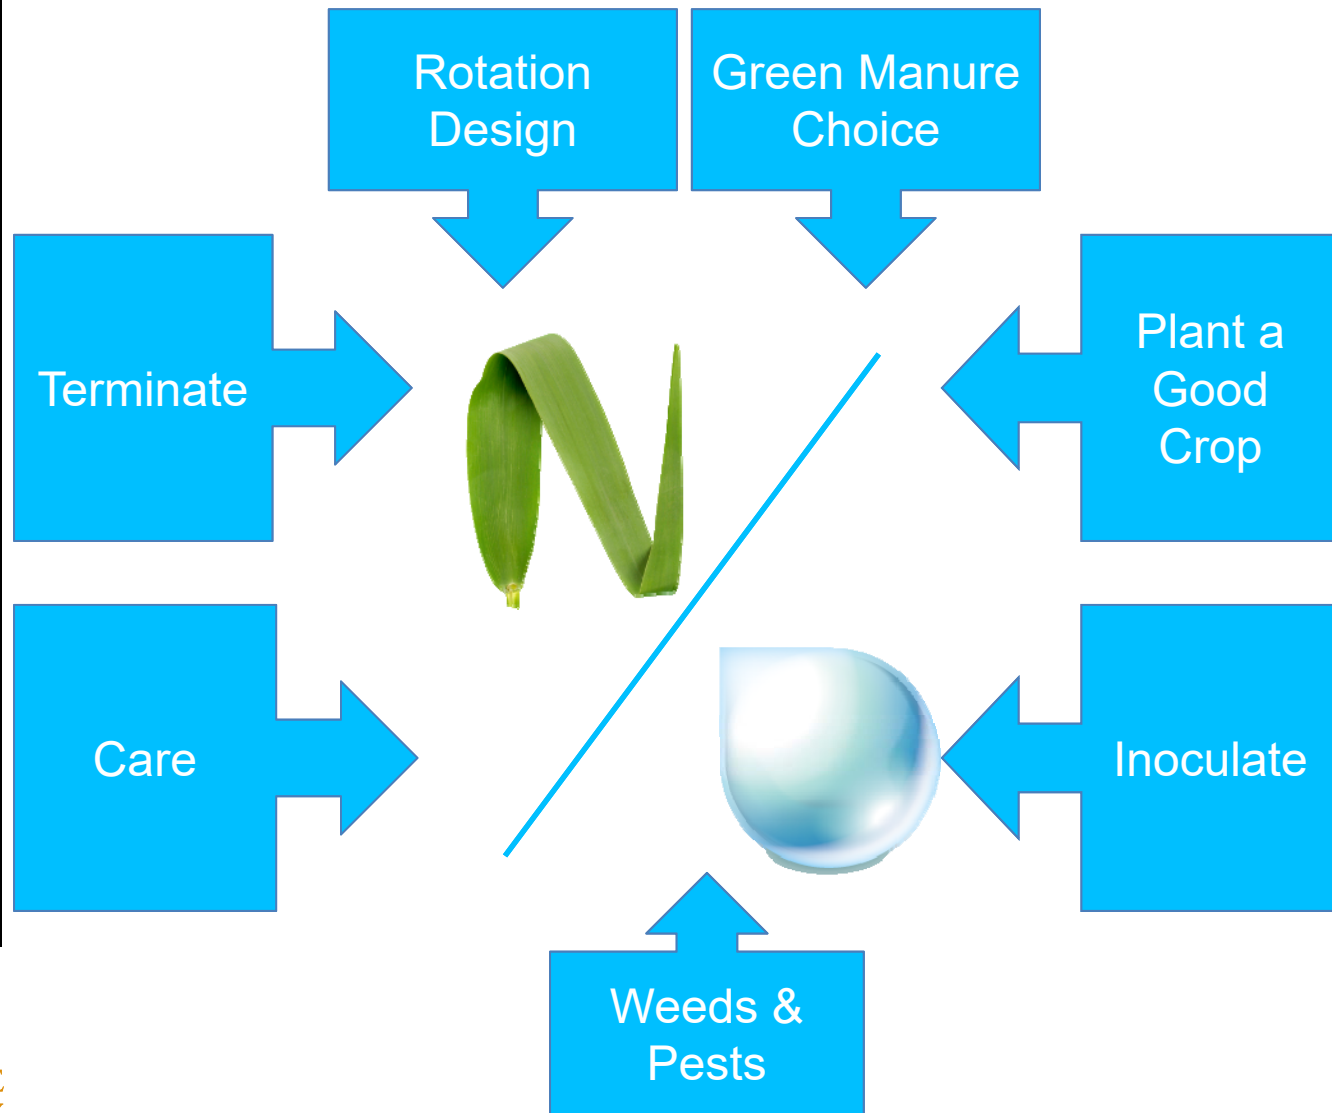 Rotation
Design
Green Manure
Choice
Terminate
Plant a
Good
Crop
N
Care
Inoculate
Weeds &
Pests